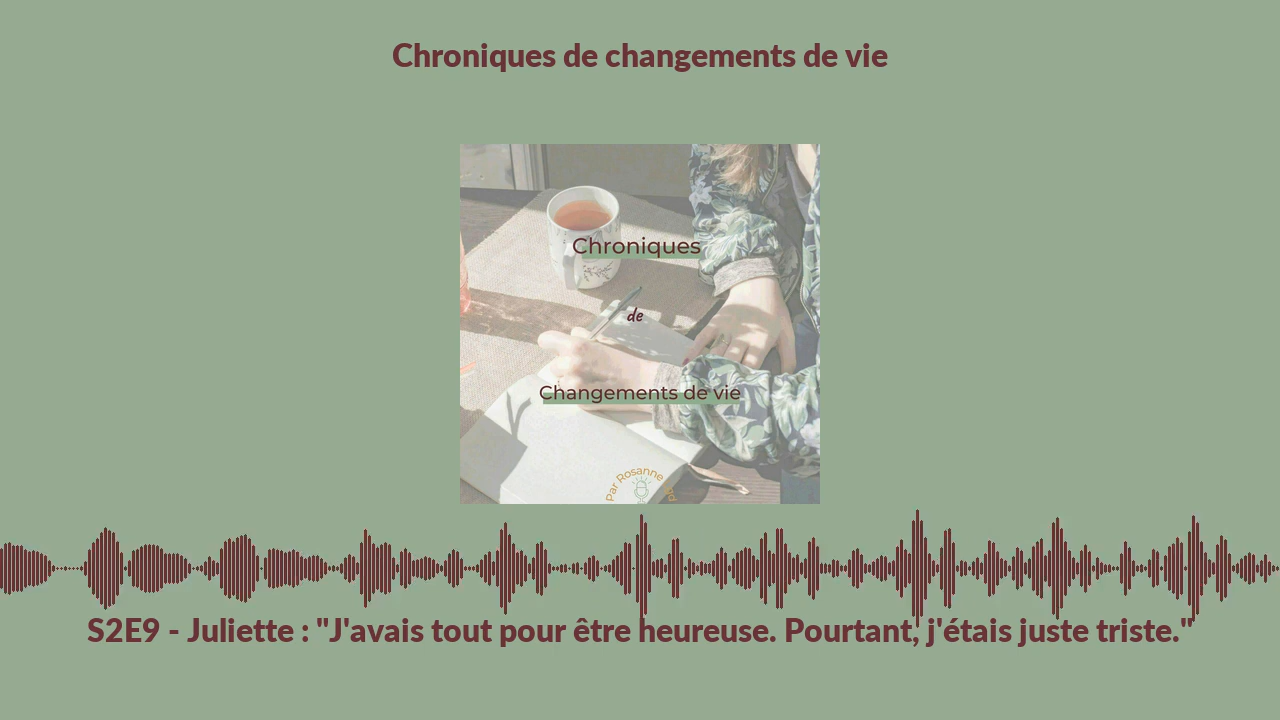 Chroniques de changements de vie
Chroniques
de
Changements de vie
Par Rosanne
S2E9 - Juliette : "J'avais tout pour être heureuse. Pourtant, j'étais juste triste."